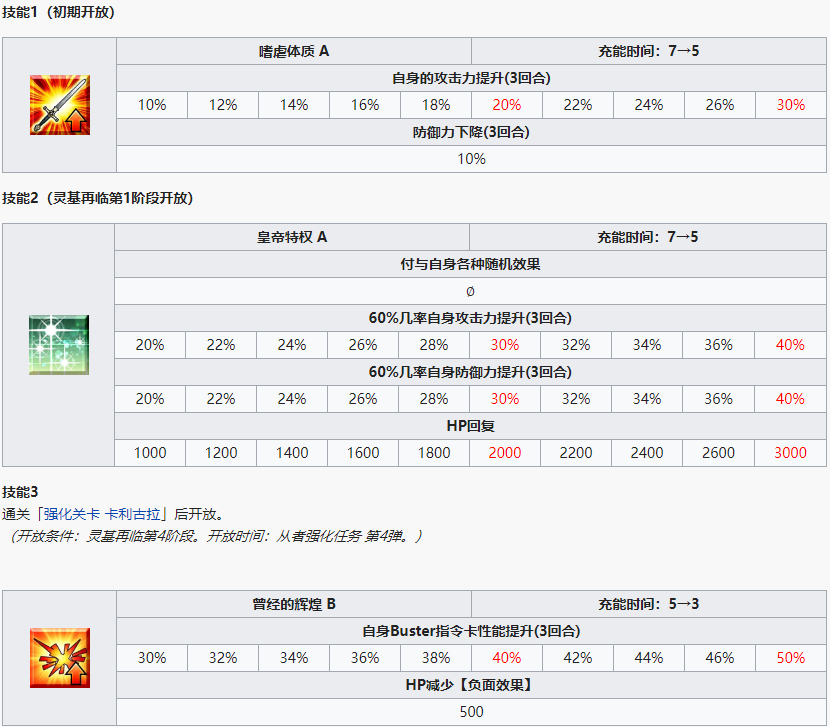 技能1（初期开放）
嗜虐体质 A 充能时间：7→5
自身的攻击力提升(3回合)
10% 12% 14% 16% 18% 20% 22% 24% 26% 30%
防御力下降(3回合)
10%
技能2（灵基再临第1阶段开放）
皇帝特权 A 充能时间：7→5
付与自身各种随机效果
∅
60%几率自身攻击力提升(3回合)
20% 22% 24% 26% 28% 30% 32% 34% 36% 40%
60%几率自身防御力提升(3回合)
20% 22% 24% 26% 28% 30% 32% 34% 36% 40%
HP回复
1000 1200 1400 1600 1800 2000 2200 2400 2600 3000
技能3
通关「强化关卡 卡利古拉」后开放。
（开放条件：灵基再临第4阶段。开放时间：从者强化任务 第4弹。）
曾经的辉煌 B 充能时间：5→3
自身Buster指令卡性能提升(3回合)
30% 32% 34% 36% 38% 40% 42% 44% 46% 50%
HP减少【负面效果】
500